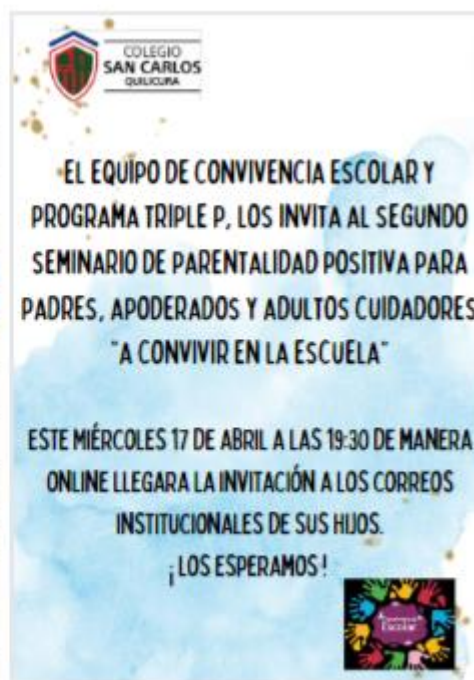 COLEGIO
SAN CARLOS
QUILICURA
EL EQUIPO DE CONVIVENCIA ESCOLAR Y
PROGRAMA TRIPLE P, LOS INVITA AL SEGUNDO
SEMINARIO DE PARENTALIDAD POSITIVA PARA
PADRES, APODERADOS Y ADULTOS CUIDADORES
"A CONVIVIR EN LA ESCUELA"
ESTE MIÉRCOLES 17 DE ABRIL A LAS 19:30 DE MANERA
ONLINE LLEGARA LA INVITACIÓN A LOS CORREOS
INSTITUCIONALES DE SUS HIJOS.
¡LOS ESPERAMOS!
Escolar